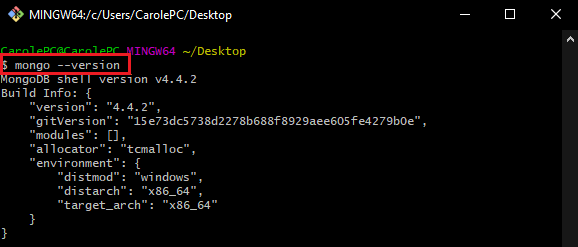 MINGW64:/c/Users/CarolePC/Desktop
CarolePC@CarolePC MINGW64 ~/Desktop
$ mongo --version
MongoDB shell version v4.4.2
Build Info: {
    "version": "4.4.2",
    "gitVersion": "15e73dc5738d2278b688f8929aee605fe4279b0e",
    "modules": [],
    "allocator": "tcmalloc",
    "environment": {
        "distmod": "windows",
        "distarch": "x86_64",
        "target_arch": "x86_64"
    }
}